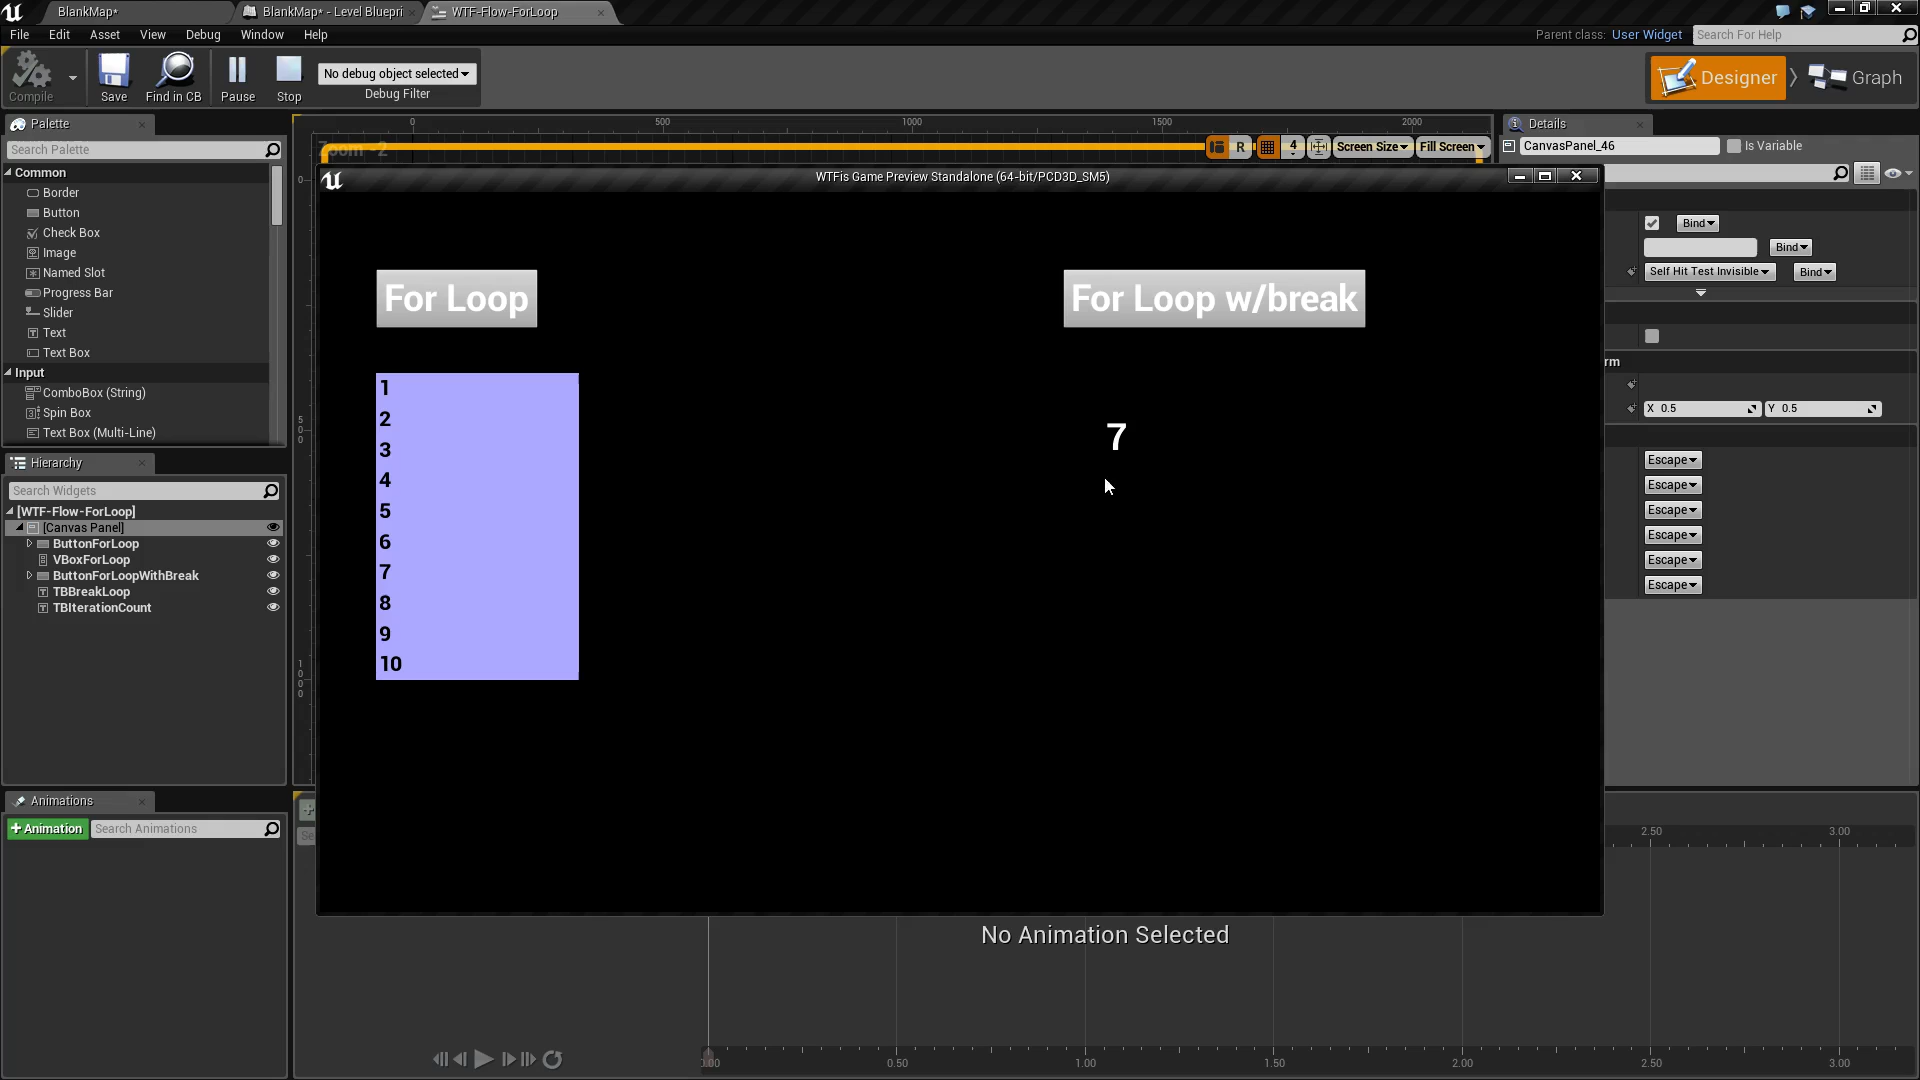 BlankMap*
BlankMap* - Level Bluepri
WTF-Flow-ForLoop
File
Edit
Asset
View
Debug
Window
Help
Parent class:
User Widget
Search For Help
Compile
Save
Find in CB
Pause
Stop
No debug object selected
Debug Filter
Designer
Graph
Palette
Search Palette
Common
Border
Button
Check Box
Image
Named Slot
Progress Bar
Slider
Text
Text Box
Input
ComboBox (String)
Spin Box
Text Box (Multi-Line)
Hierarchy
Search Widgets
[WTF-Flow-ForLoop]
[Canvas Panel]
ButtonForLoop
VBoxForLoop
ButtonForLoopWithBreak
TBBreakLoop
TBIterationCount
Animations
+ Animation
Search Animations
0
500
1000
1500
2000
Zoom -2
R
4
Screen Size
Fill Screen
0
500
1000
WTFis Game Preview Standalone (64-bit/PCD3D_SM5)
For Loop
For Loop w/break
1
2
3
4
5
6
7
8
9
10
7
Details
CanvasPanel_46
Is Variable
Bind
Bind
Self Hit Test Invisible
Bind
rm
X 0.5
Y 0.5
Escape
Escape
Escape
Escape
Escape
Escape
2.50
3.00
No Animation Selected
0.00
0.50
1.00
1.50
2.00
2.50
3.00